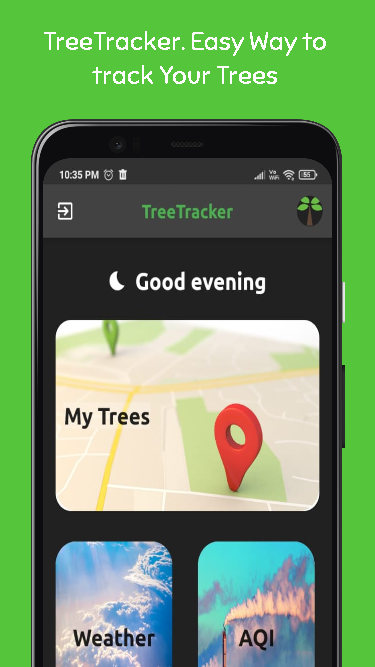 TreeTracker. Easy Way to
track Your Trees
10:35 PM
Vo
WiFi
55
TreeTracker
Good evening
My Trees
Weather
AQI